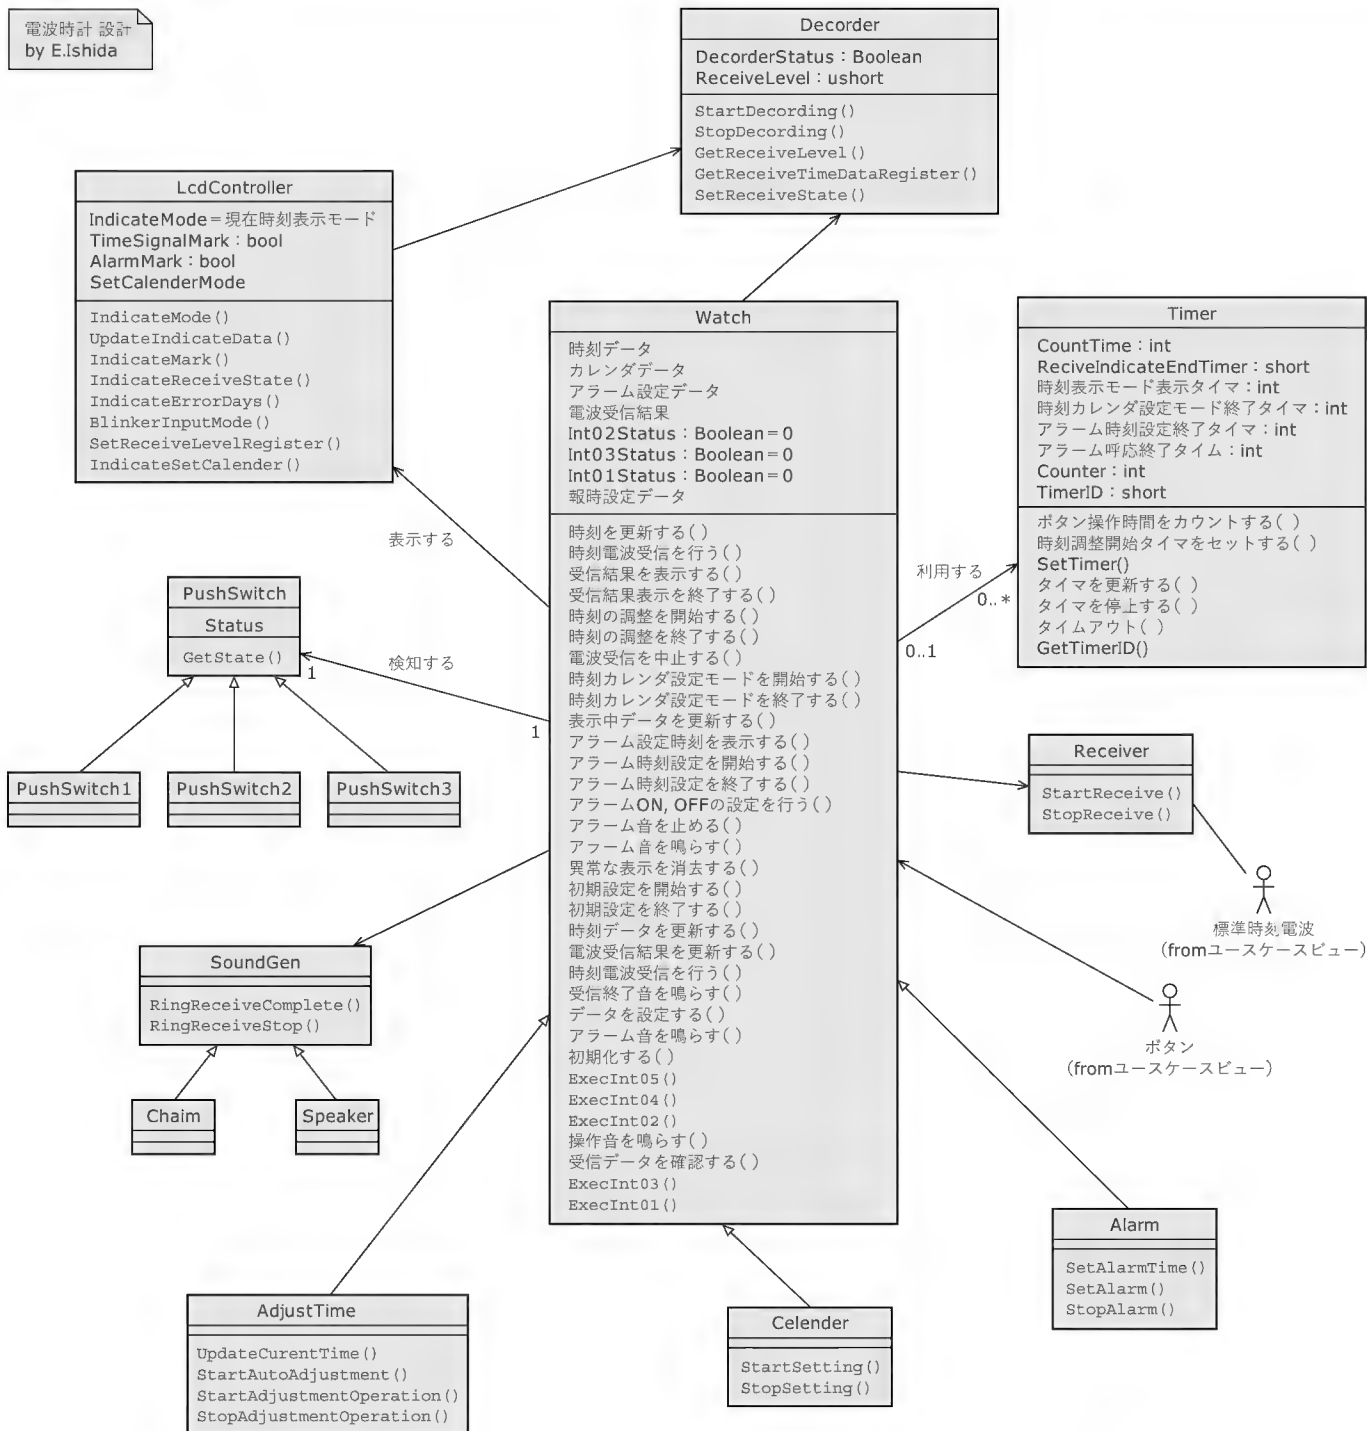 電波時計 設計
by E.Ishida
Decorder
DecorderStatus：Boolean
ReceiveLevel：ushort
StartDecording()
StopDecording()
GetReceiveLevel()
GetReceiveTimeDataRegister()
SetReceiveState()
LcdController
IndicateMode＝現在時刻表示モード
TimeSignalMark：bool
AlarmMark：bool
SetCalenderMode
IndicateMode()
UpdateIndicateData()
IndicateMark()
IndicateReceiveState()
IndicateErrorDays()
BlinkerInputMode()
SetReceiveLevelRegister()
IndicateSetCalender()
Watch
時刻データ
カレンダデータ
アラーム設定データ
電波受信結果
Int02Status：Boolean＝0
Int03Status：Boolean＝0
Int01Status：Boolean＝0
報時設定データ
時刻を更新する()
時刻電波受信を行う()
受信結果を表示する()
受信結果表示を終了する()
時刻の調整を開始する()
時刻の調整を終了する()
電波受信を中止する()
時刻カレンダ設定モードを開始する()
時刻カレンダ設定モードを終了する()
表示中データを更新する()
アラーム設定時刻を表示する()
アラーム時刻設定を開始する()
アラーム時刻設定を終了する()
アラームON, OFFの設定を行う()
アラーム音を止める()
アラーム音を鳴らす()
異常な表示を消去する()
初期設定を開始する()
初期設定を終了する()
時刻データを更新する()
電波受信結果を更新する()
時刻電波受信を行う()
受信終了音を鳴らす()
データを設定する()
アラーム音を鳴らす()
初期化する()
ExecInt05()
ExecInt04()
ExecInt02()
操作音を鳴らす()
受信データを確認する()
ExecInt03()
ExecInt01()
Timer
CountTime：int
ReciveIndicateEndTimer：short
時刻表示モード表示タイマ：int
時刻カレンダ設定モード終了タイマ：int
アラーム時刻設定終了タイマ：int
アラーム呼応終了タイム：int
Counter：int
TimerID：short
ボタン操作時間をカウントする()
時刻調整開始タイマをセットする()
SetTimer()
タイマを更新する()
タイマを停止する()
タイムアウト()
GetTimerID()
表示する
利用する
0..*
0..1
PushSwitch
Status
GetState()
検知する
1
1
PushSwitch1
PushSwitch2
PushSwitch3
Receiver
StartReceive()
StopReceive()
標準時刻電波
(fromユースケースビュー)
ボタン
(fromユースケースビュー)
SoundGen
RingReceiveComplete()
RingReceiveStop()
Chaim
Speaker
Alarm
SetAlarmTime()
SetAlarm()
StopAlarm()
AdjustTime
UpdateCurentTime()
StartAutoAdjustment()
StartAdjustmentOperation()
StopAdjustmentOperation()
Celender
StartSetting()
StopSetting()